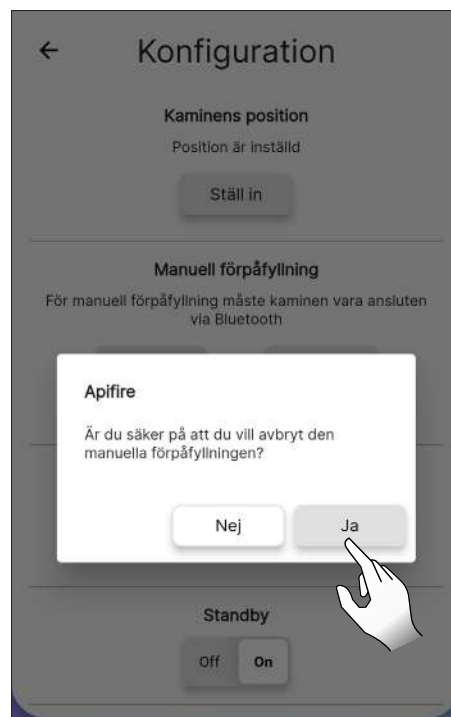 Konfiguration
Kaminens position
Position är inställd
Ställ in
Manuell förpåfyllning
För manuell förpåfyllning måste kaminen vara ansluten
via Bluetooth
Apifire
Är du säker på att du vill avbryt den
manuella förpåfyllningen?
Nej
Ja
Standby
Off
On